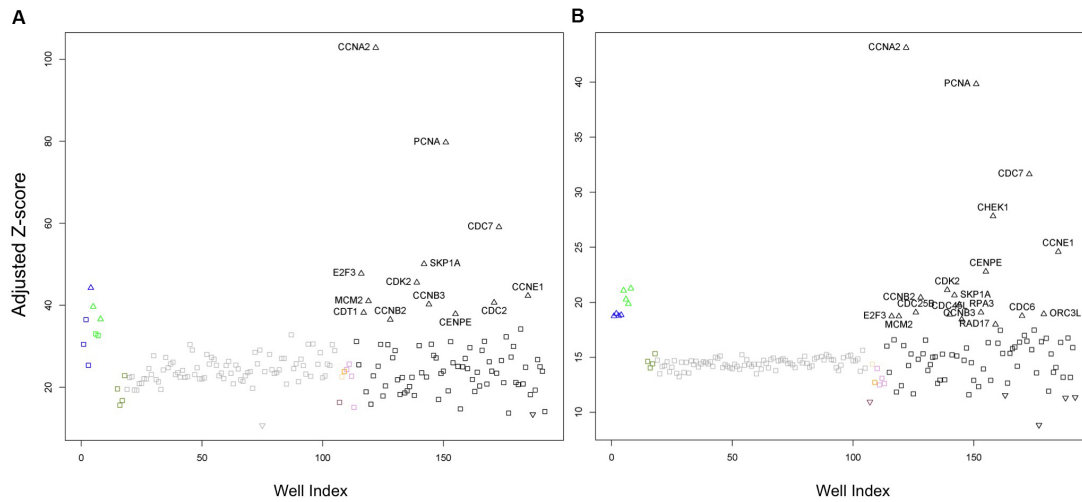 A
B
Adjusted Z-score
100
80
60
40
20
0
50
100
150
Well Index
CCNA2
PCNA
CDC7
SKP1A
E2F3
CDK2
CCNE1
MCM2
CCNB3
CDC2
CDT1
CCNB2
CENPE
40
35
30
25
20
15
10
0
50
100
150
Well Index
CCNA2
PCNA
CDC7
CHEK1
CCNE1
CENPE
CDK2
CCNB2
SKP1A
CDC25B
RPA3
CDC6
E2F3
CCNB3
ORC3L
MCM2
RAD17